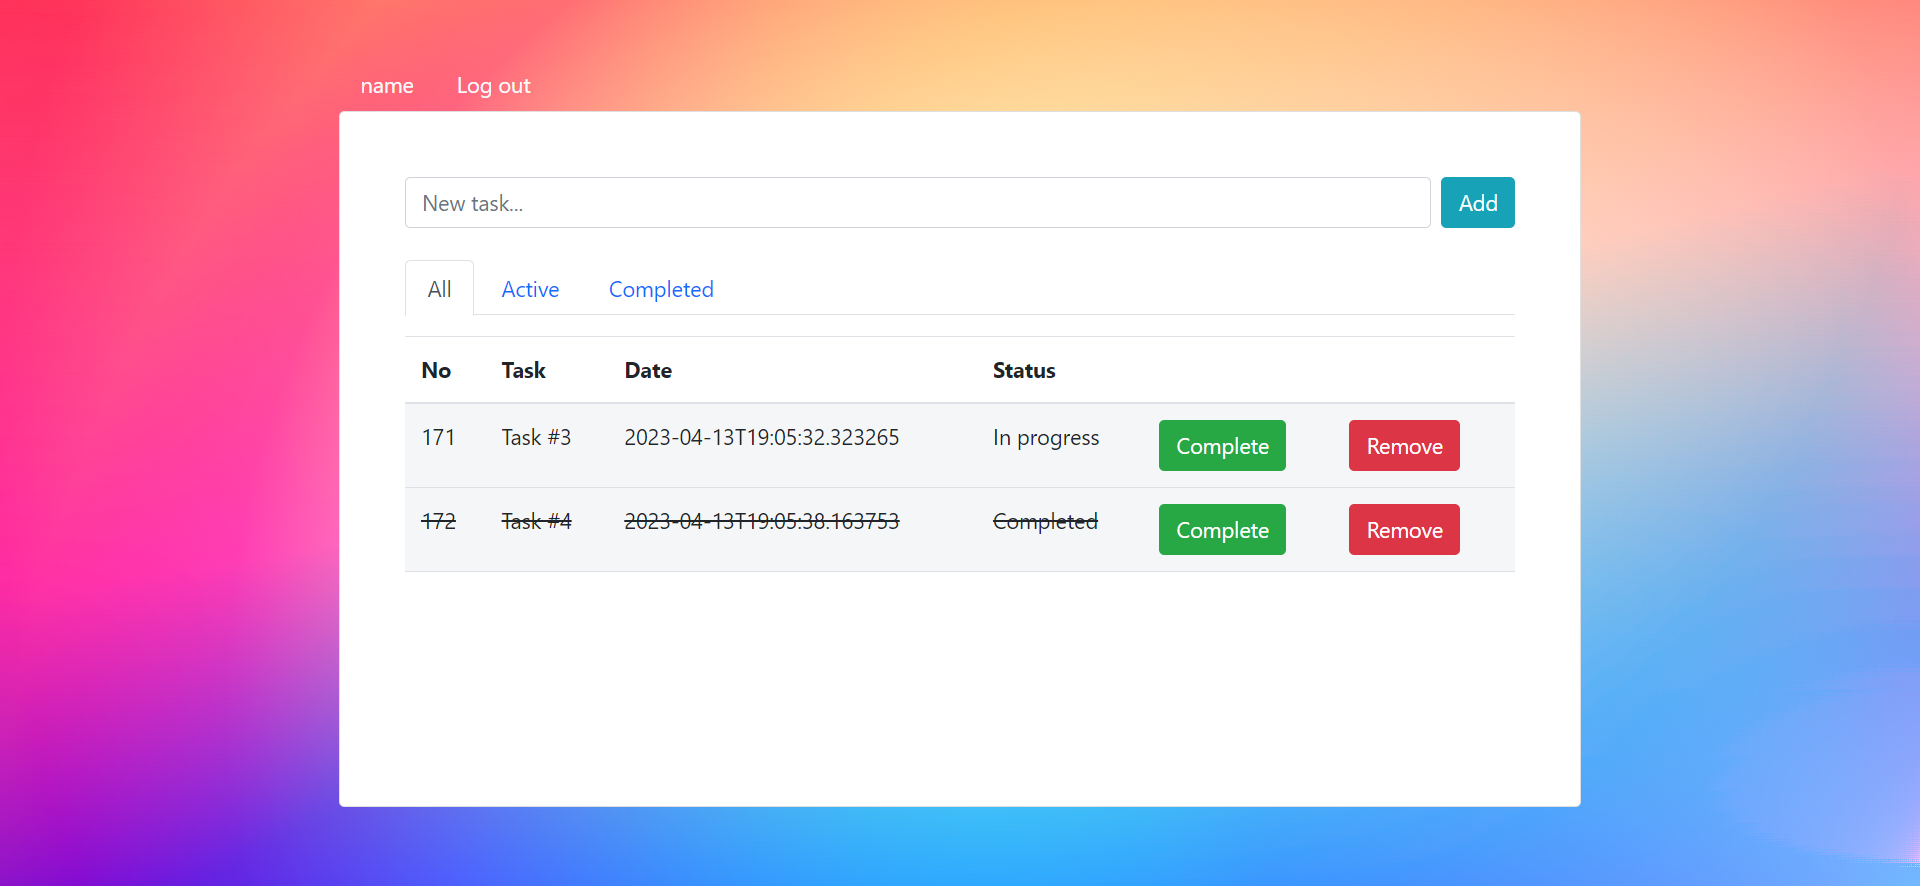 name Log out
New task... Add
All Active Completed
No Task Date Status
171 Task #3 2023-04-13T19:05:32.323265 In progress Complete Remove
172 Task #4 2023-04-13T19:05:38.163753 Completed Complete Remove